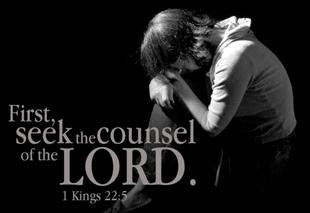 First,
seek the counsel
of the LORD.
1 Kings 22:5